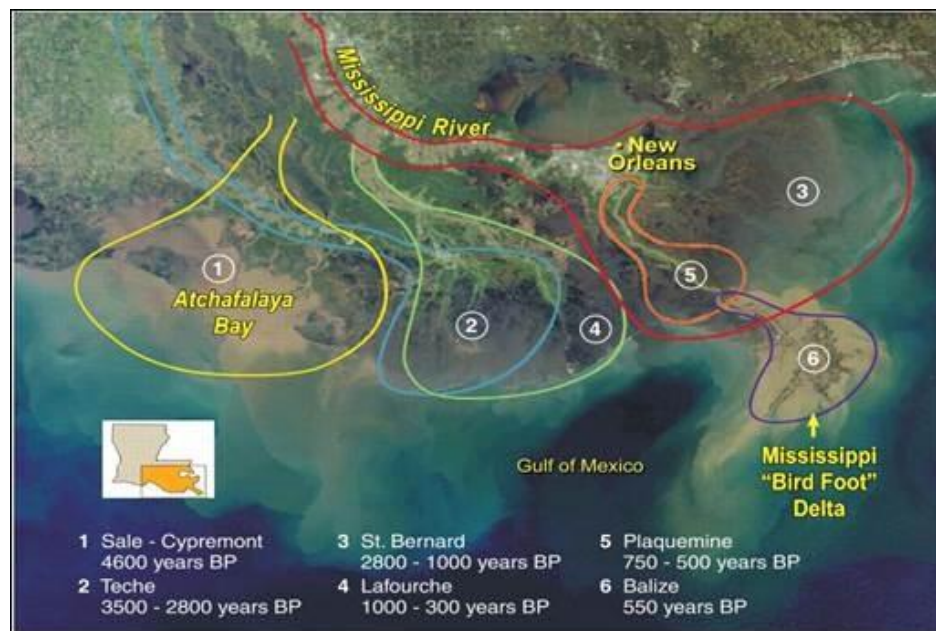 Mississippi River
• New
Orleans
3
1
Atchafalaya
Bay
5
2
4
6
Gulf of Mexico
Mississippi
“Bird Foot”
Delta
1 Sale - Cypremont
4600 years BP
2 Teche
3500 - 2800 years BP
3 St. Bernard
2800 - 1000 years BP
4 Lafourche
1000 - 300 years BP
5 Plaquemine
750 - 500 years BP
6 Balize
550 years BP